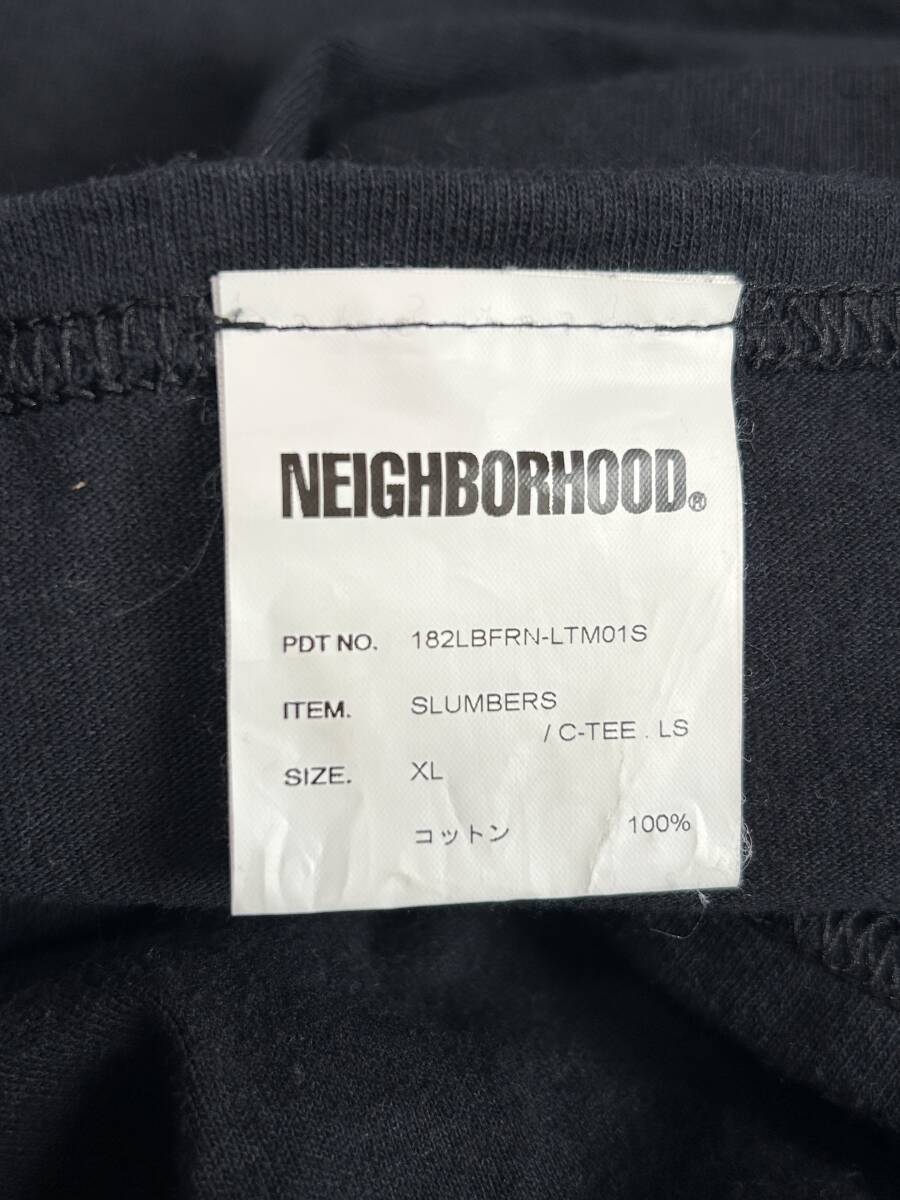 NEIGHBORHOOD®
PDT NO. 182LBFRN-LTM01S
ITEM. SLUMBERS
/ C-TEE . LS
SIZE. XL
コットン 100%